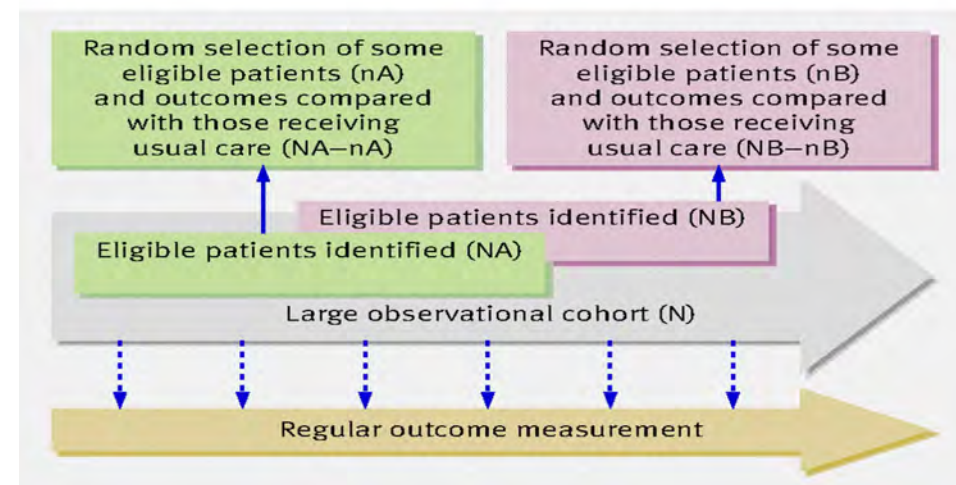 Random selection of some
eligible patients (nA)
and outcomes compared
with those receiving
usual care (NA–nA)
Random selection of some
eligible patients (nB)
and outcomes compared
with those receiving
usual care (NB–nB)
Eligible patients identified (NB)
Eligible patients identified (NA)
Large observational cohort (N)
Regular outcome measurement